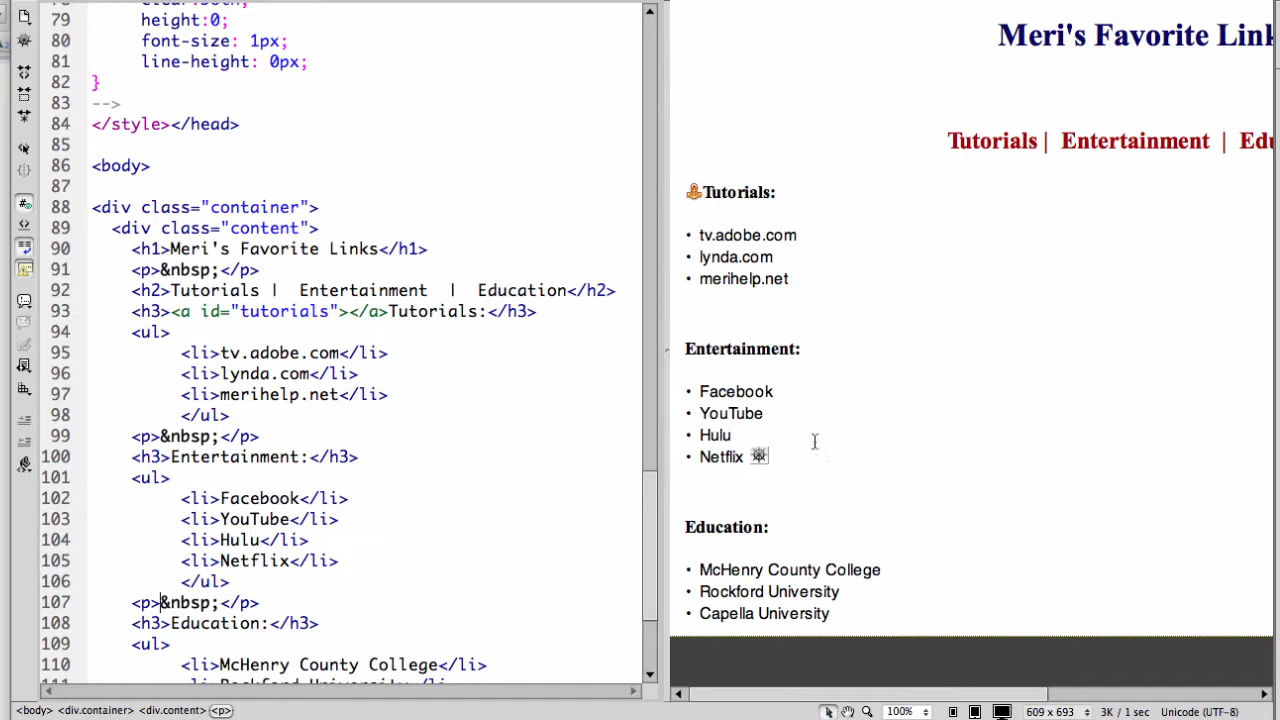 79 height:0;
80 font-size: 1px;
81 line-height: 0px;
82 }
83 -->
84 </style></head>
85
86 <body>
87
88 <div class="container">
89 <div class="content">
90 <h1>Meri's Favorite Links</h1>
91 <p>&nbsp;</p>
92 <h2>Tutorials | Entertainment | Education</h2>
93 <h3><a id="tutorials"></a>Tutorials:</h3>
94 <ul>
95 <li>tv.adobe.com</li>
96 <li>lynda.com</li>
97 <li>merihelp.net</li>
98 </ul>
99 <p>&nbsp;</p>
100 <h3>Entertainment:</h3>
101 <ul>
102 <li>Facebook</li>
103 <li>YouTube</li>
104 <li>Hulu</li>
105 <li>Netflix</li>
106 </ul>
107 <p>&nbsp;</p>
108 <h3>Education:</h3>
109 <ul>
110 <li>McHenry County College</li>
Meri's Favorite Link
Tutorials | Entertainment | Edu
Tutorials:
• tv.adobe.com
• lynda.com
• merihelp.net
Entertainment:
• Facebook
• YouTube
• Hulu
• Netflix
Education:
• McHenry County College
• Rockford University
• Capella University
<body> <div.container> <div.content> <p>
100% 609 x 693 3K / 1 sec Unicode (UTF-8)